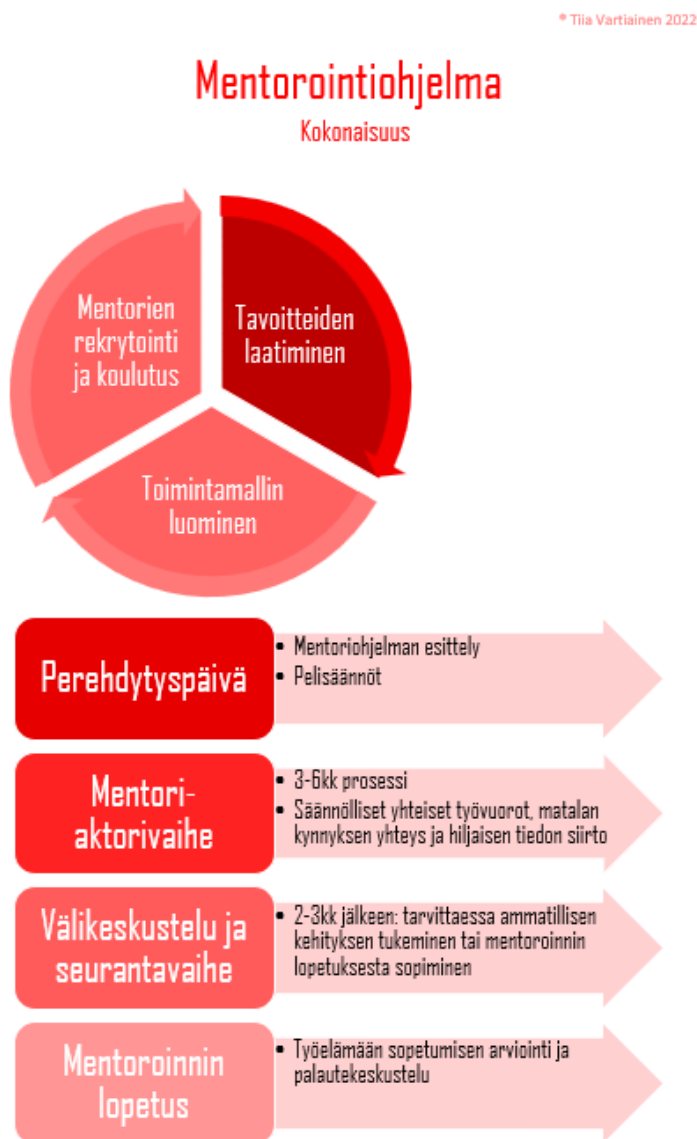 * Tiia Vartiainen 2022
Mentorointiohjelma
Kokonaisuus
Mentorien
rekrytointi
ja koulutus
Tavoitteiden
laatiminen
Toimintamallin
luominen
Perehdytyspäivä
• Mentoriohjelman esittely
• Pelisäännöt
Mentori-
aktorivaihe
• 3-6kk prosessi
• Säännölliset yhteiset työvuorot, matalan
kynnyksen yhteys ja hiljaisen tiedon siirto
Välikeskustelu ja
seurantavaihe
• 2-3kk jälkeen: tarvittaessa ammatillisen
kehityksen tukeminen tai mentoroinnin
lopetuksesta sopiminen
Mentoroinnin
lopetus
• Työelämään sopetumisen arviointi ja
palautekeskustelu